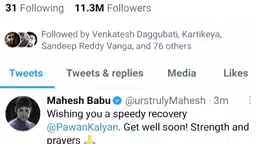 31 Following 11.3M Followers
Followed by Venkatesh Daggubati, Kartikeya,
Sandeep Reddy Vanga, and 76 others
Tweets Tweets & replies Media Likes
Mahesh Babu @urstrulyMahesh · 3m
Wishing you a speedy recovery
@PawanKalyan. Get well soon! Strength and
prayers 🙏